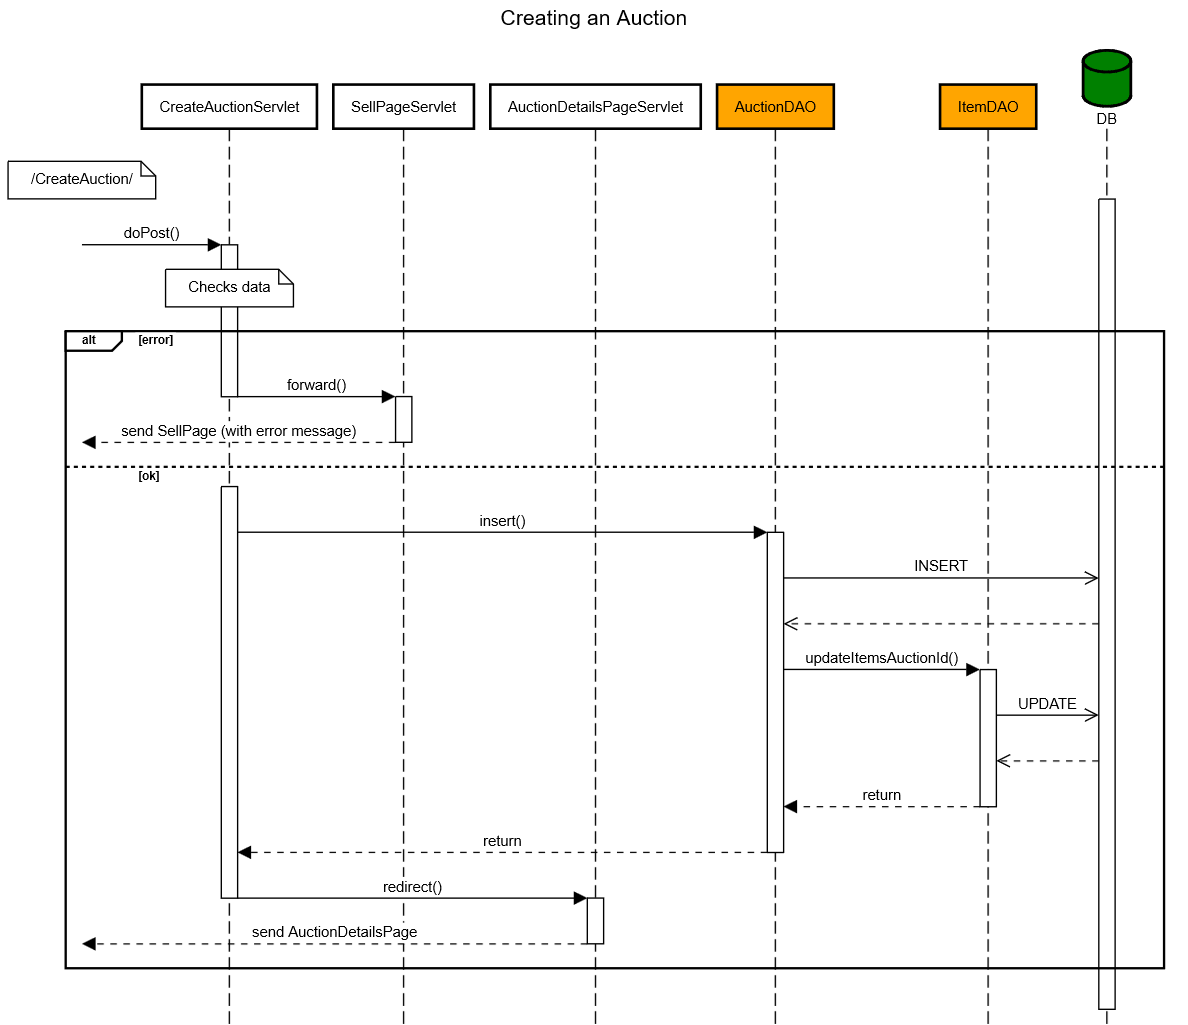 Creating an Auction
CreateAuctionServlet
SellPageServlet
AuctionDetailsPageServlet
AuctionDAO
ItemDAO
DB
/CreateAuction/
doPost()
Checks data
alt
[error]
forward()
send SellPage (with error message)
[ok]
insert()
INSERT
updateItemsAuctionId()
UPDATE
return
return
redirect()
send AuctionDetailsPage